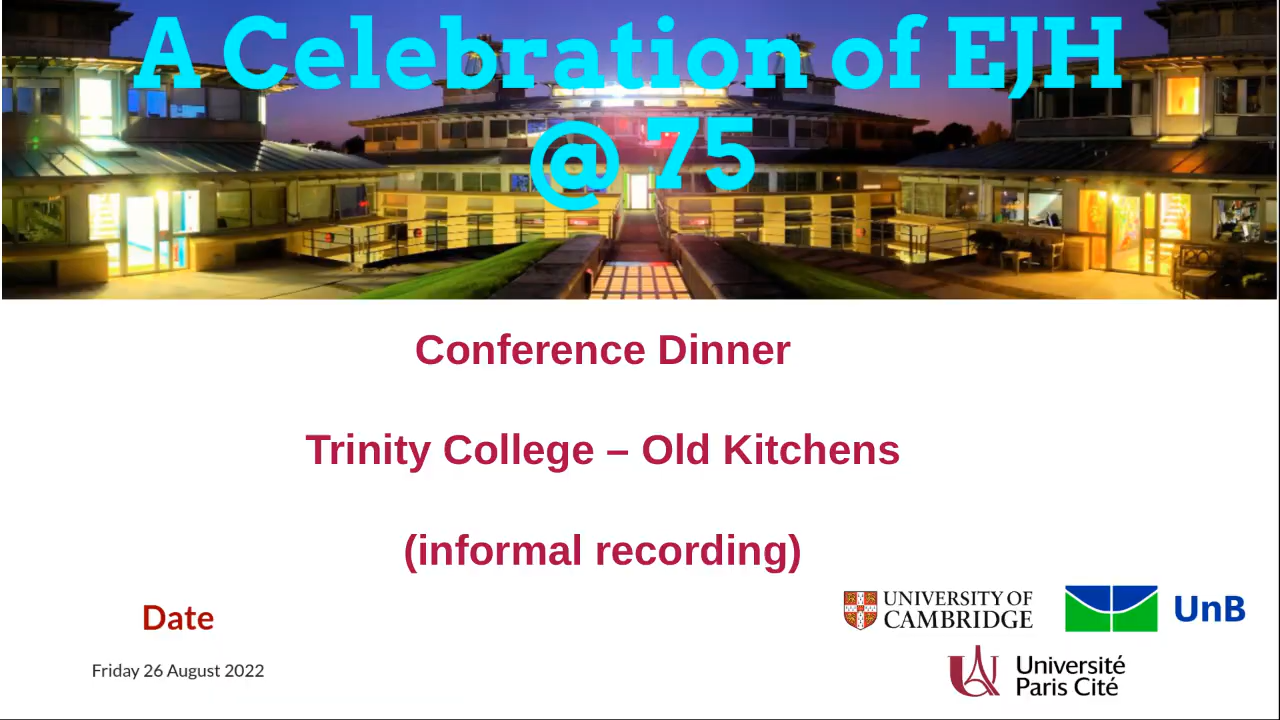 A Celebration of EJH
@ 75
Conference Dinner
Trinity College – Old Kitchens
(informal recording)
Date
Friday 26 August 2022
UNIVERSITY OF
CAMBRIDGE
UnB
Université
Paris Cité